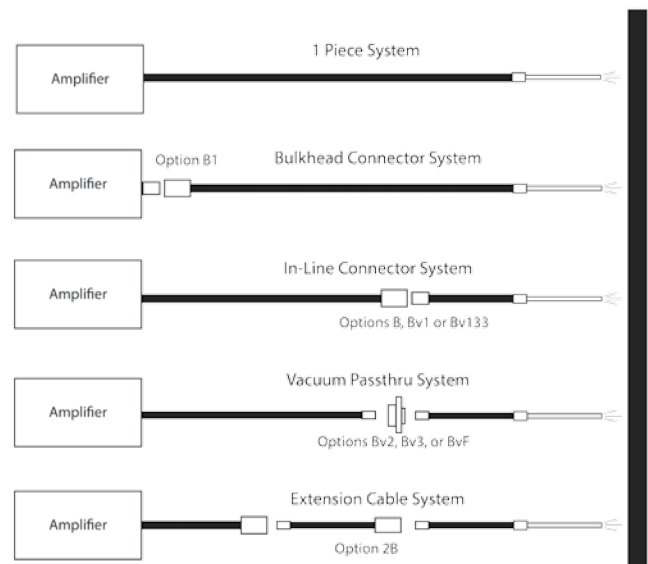 1 Piece System
Amplifier
Option B1
Bulkhead Connector System
Amplifier
In-Line Connector System
Amplifier
Options B, Bv1 or Bv133
Vacuum Passthru System
Amplifier
Options Bv2, Bv3, or BvF
Extension Cable System
Amplifier
Option 2B